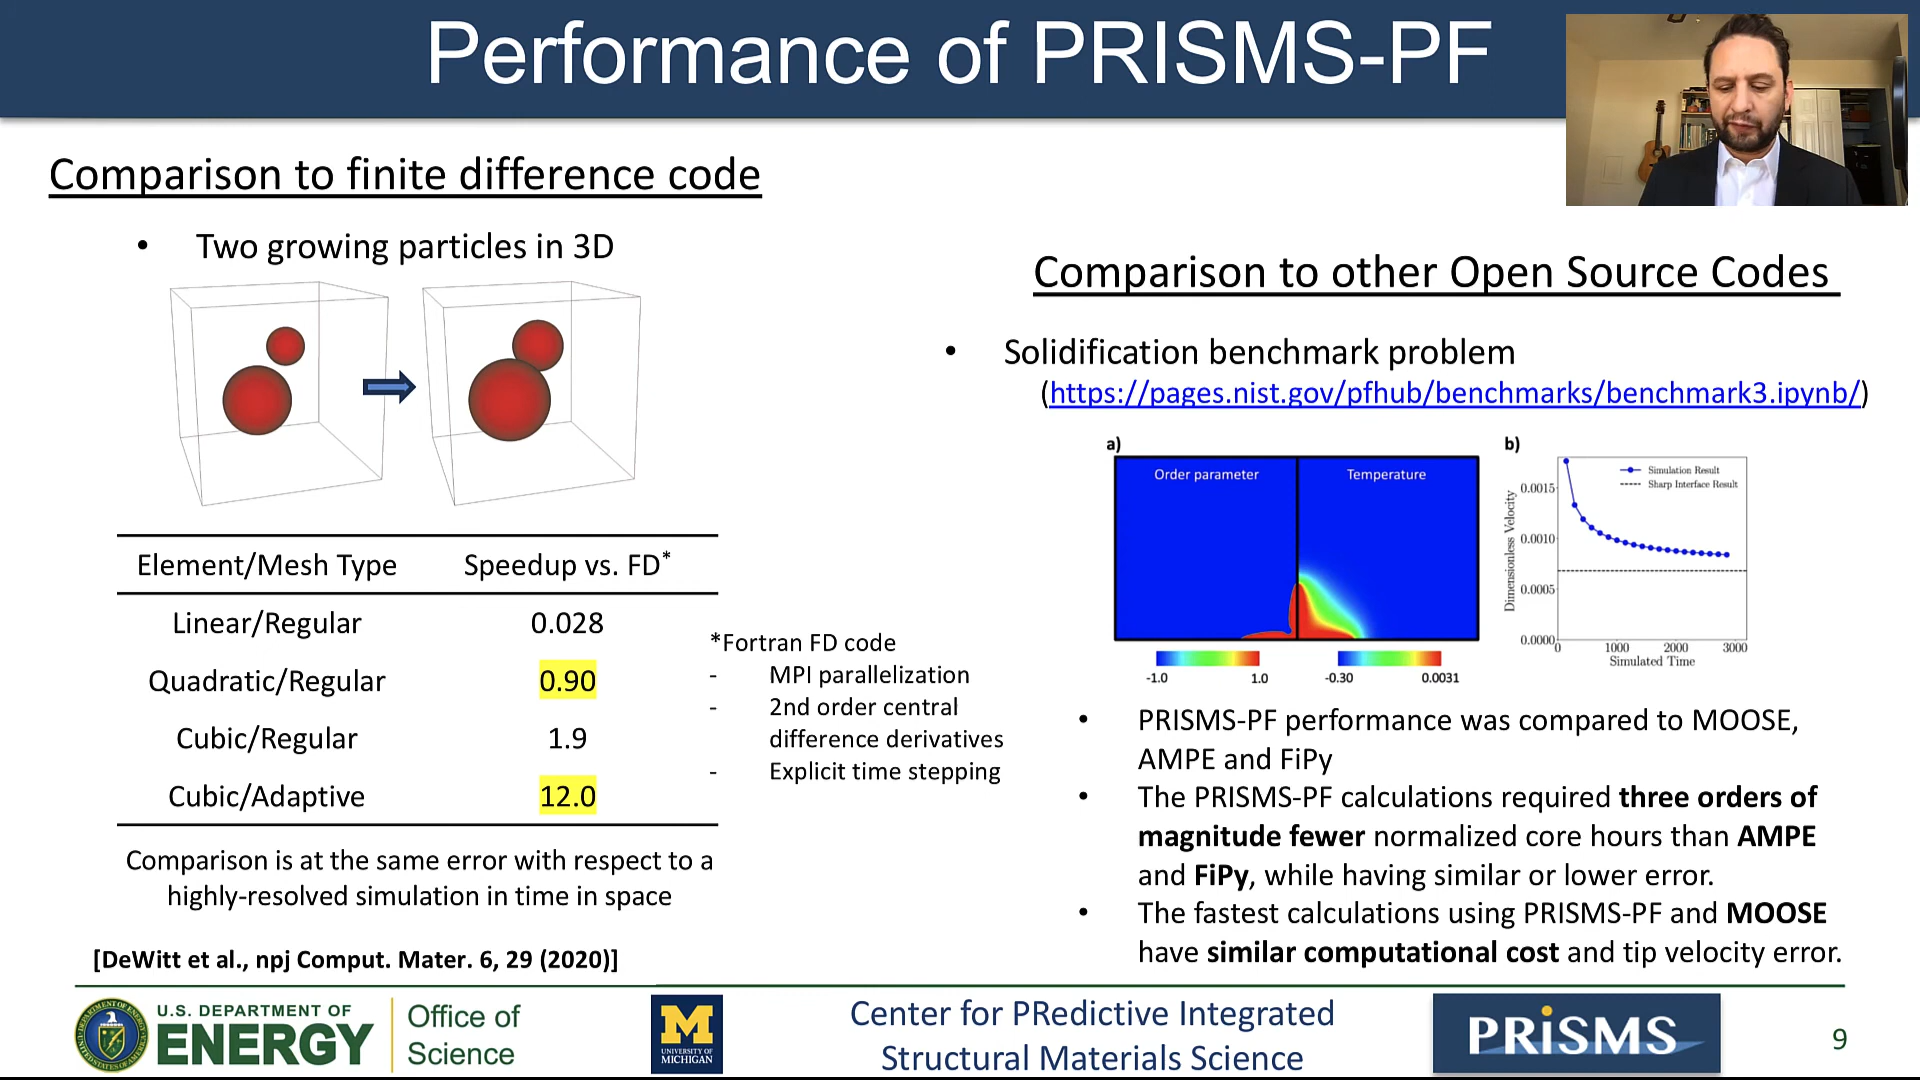 Performance of PRISMS-PF
Comparison to finite difference code
• Two growing particles in 3D
Element/Mesh Type Speedup vs. FD*
Linear/Regular 0.028
Quadratic/Regular 0.90
Cubic/Regular 1.9
Cubic/Adaptive 12.0
Comparison is at the same error with respect to a
highly-resolved simulation in time in space
*Fortran FD code
- MPI parallelization
- 2nd order central
difference derivatives
- Explicit time stepping
[DeWitt et al., npj Comput. Mater. 6, 29 (2020)]
Comparison to other Open Source Codes
• Solidification benchmark problem
(https://pages.nist.gov/pfhub/benchmarks/benchmark3.ipynb/)
a)
Order parameter
Temperature
-1.0 1.0
-0.30 0.0031
b)
Simulation Result
Sharp Interface Result
Dimensionless Velocity
0.0015
0.0010
0.0005
0.0000
0 1000 2000 3000
Simulated Time
• PRISMS-PF performance was compared to MOOSE,
AMPE and FiPy
• The PRISMS-PF calculations required three orders of
magnitude fewer normalized core hours than AMPE
and FiPy, while having similar or lower error.
• The fastest calculations using PRISMS-PF and MOOSE
have similar computational cost and tip velocity error.
U.S. DEPARTMENT OF
ENERGY
Office of
Science
M
UNIVERSITY OF
MICHIGAN
Center for PRedictive Integrated
Structural Materials Science
PRiSMS
9